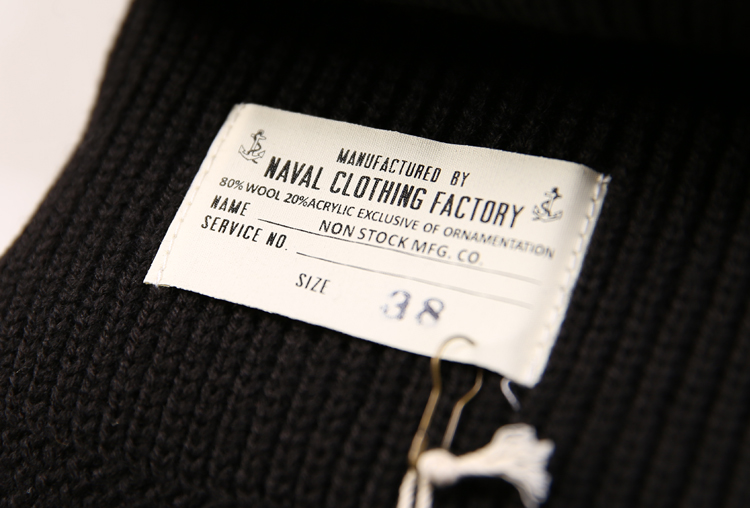 MANUFACTURED BY
NAVAL CLOTHING FACTORY
80% WOOL 20%ACRYLIC EXCLUSIVE OF ORNAMENTATION
NAME NON STOCK MFG. CO.
SERVICE NO.
SIZE 38